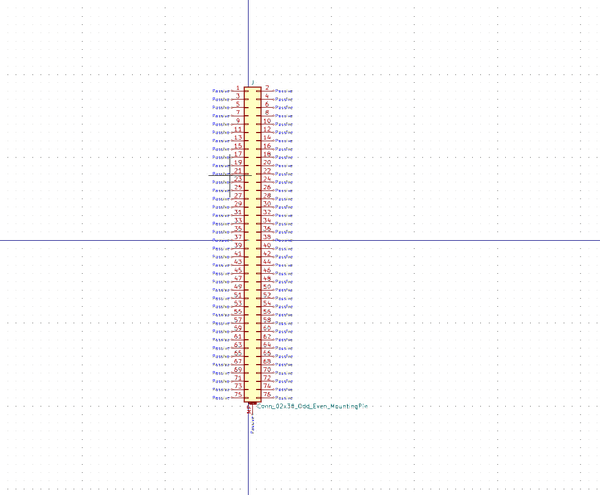 J
Passive 1 2 Passive
Passive 3 4 Passive
Passive 5 6 Passive
Passive 7 8 Passive
Passive 9 10 Passive
Passive 11 12 Passive
Passive 13 14 Passive
Passive 15 16 Passive
Passive 17 18 Passive
Passive 19 20 Passive
Passive 21 22 Passive
Passive 23 24 Passive
Passive 25 26 Passive
Passive 27 28 Passive
Passive 29 30 Passive
Passive 31 32 Passive
Passive 33 34 Passive
Passive 35 36 Passive
Passive 37 38 Passive
Passive 39 40 Passive
Passive 41 42 Passive
Passive 43 44 Passive
Passive 45 46 Passive
Passive 47 48 Passive
Passive 49 50 Passive
Passive 51 52 Passive
Passive 53 54 Passive
Passive 55 56 Passive
Passive 57 58 Passive
Passive 59 60 Passive
Passive 61 62 Passive
Passive 63 64 Passive
Passive 65 66 Passive
Passive 67 68 Passive
Passive 69 70 Passive
Passive 71 72 Passive
Passive 73 74 Passive
Passive 75 76 Passive
Conn_02x38_Odd_Even_MountingPin
Passive